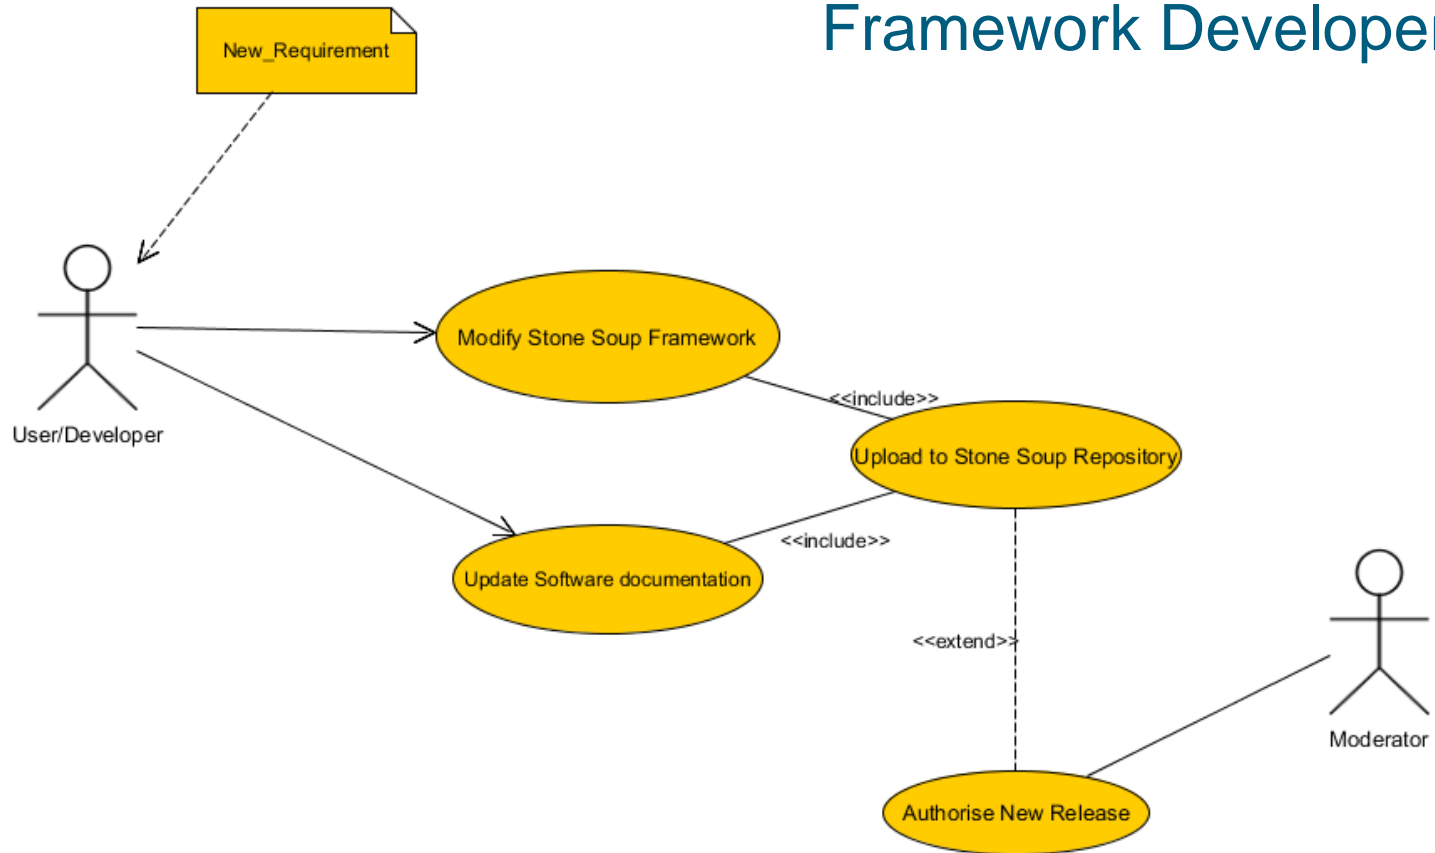 Framework Developer
New_Requirement
Modify Stone Soup Framework
<<include>>
User/Developer
Upload to Stone Soup Repository
<<include>>
Update Software documentation
<<extend>>
Moderator
Authorise New Release